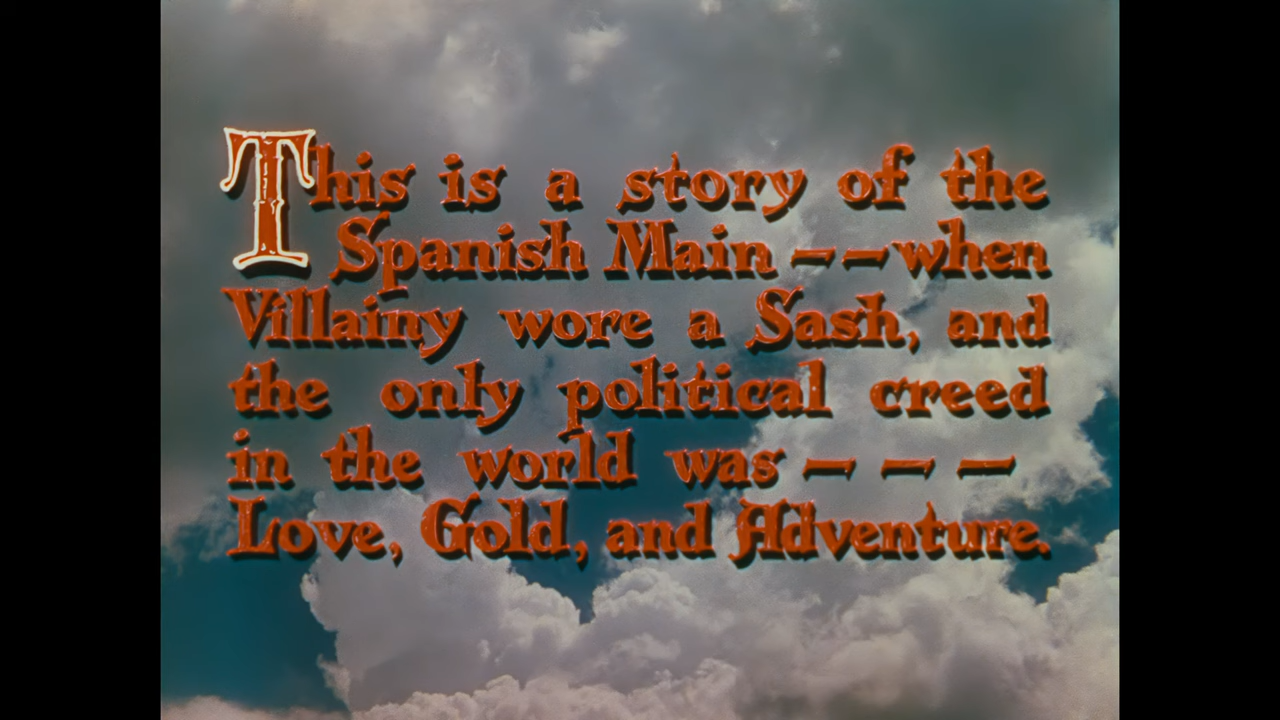 This is a story of the
Spanish Main -- when
Villainy wore a Sash, and
the only political creed
in the world was - - -
Love, Gold, and Adventure.